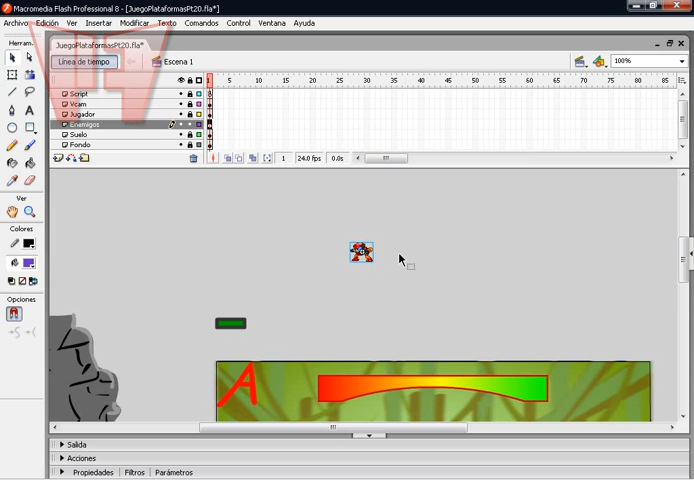 Macromedia Flash Professional 8 - [JuegoPlataformasPt20.fla*]
Archivo Edición Ver Insertar Modificar Texto Comandos Control Ventana Ayuda
Herram.
JuegoPlataformasPt20.fla*
Línea de tiempo
Escena 1
100%
1 5 10 15 20 25 30 35 40 45 50 55 60 65 70 75 80 85
Script
Vcam
Jugador
Enemigos
Suelo
Fondo
1 24.0 fps 0.0s
Ver
Colores
Opciones
A
Salida
Acciones
Propiedades Filtros Parámetros